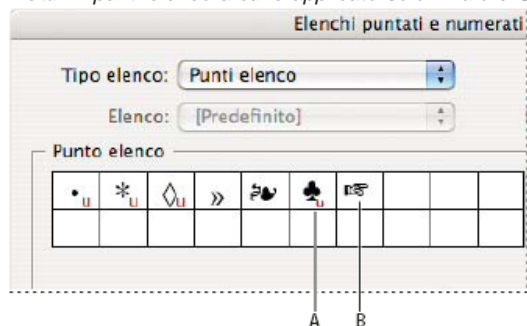 Elenchi puntati e numerati
Tipo elenco: Punti elenco
Elenco: [Predefinito]
Punto elenco
•u *u ◊u » ❧ ♣u ☞
A B